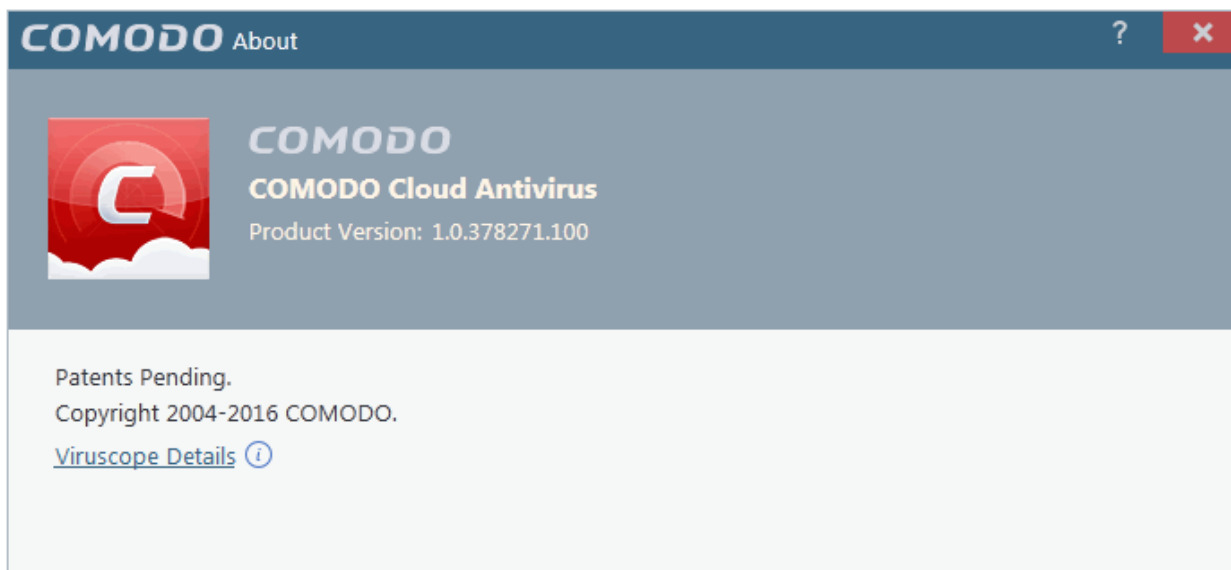 COMODO About ?
COMODO
COMODO Cloud Antivirus
Product Version: 1.0.378271.100
Patents Pending.
Copyright 2004-2016 COMODO.
Viruscope Details